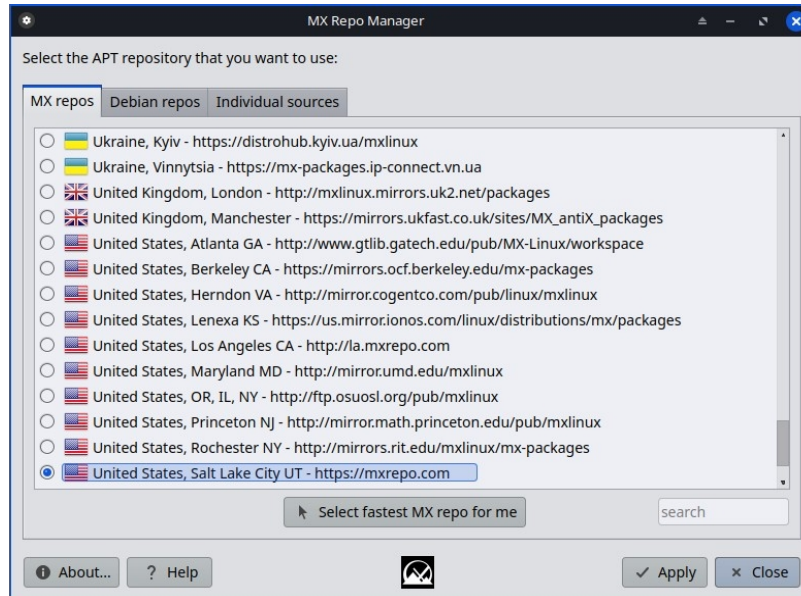 MX Repo Manager
Select the APT repository that you want to use:
MX repos Debian repos Individual sources
Ukraine, Kyiv - https://distrohub.kyiv.ua/mxlinux
Ukraine, Vinnytsia - https://mx-packages.ip-connect.vn.ua
United Kingdom, London - http://mxlinux.mirrors.uk2.net/packages
United Kingdom, Manchester - https://mirrors.ukfast.co.uk/sites/MX_antiX_packages
United States, Atlanta GA - http://www.gtlib.gatech.edu/pub/MX-Linux/workspace
United States, Berkeley CA - https://mirrors.ocf.berkeley.edu/mx-packages
United States, Herndon VA - http://mirror.cogentco.com/pub/linux/mxlinux
United States, Lenexa KS - https://us.mirror.ionos.com/linux/distributions/mx/packages
United States, Los Angeles CA - http://la.mxrepo.com
United States, Maryland MD - http://mirror.umd.edu/mxlinux
United States, OR, IL, NY - http://ftp.osuosl.org/pub/mxlinux
United States, Princeton NJ - http://mirror.math.princeton.edu/pub/mxlinux
United States, Rochester NY - http://mirrors.rit.edu/mxlinux/mx-packages
United States, Salt Lake City UT - https://mxrepo.com
Select fastest MX repo for me search
About... ? Help Apply Close